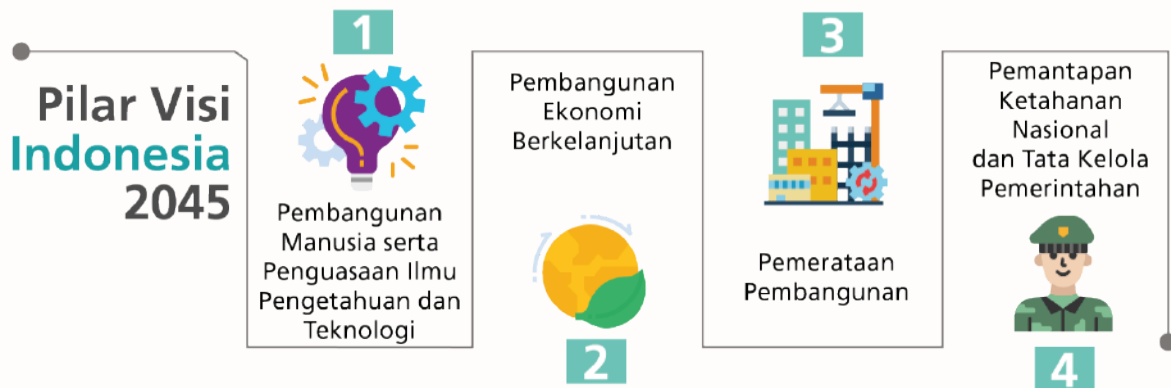 Pilar Visi
Indonesia
2045
1
Pembangunan
Manusia serta
Penguasaan Ilmu
Pengetahuan dan
Teknologi
Pembangunan
Ekonomi
Berkelanjutan
2
3
Pemerataan
Pembangunan
Pemantapan
Ketahanan
Nasional
dan Tata Kelola
Pemerintahan
4